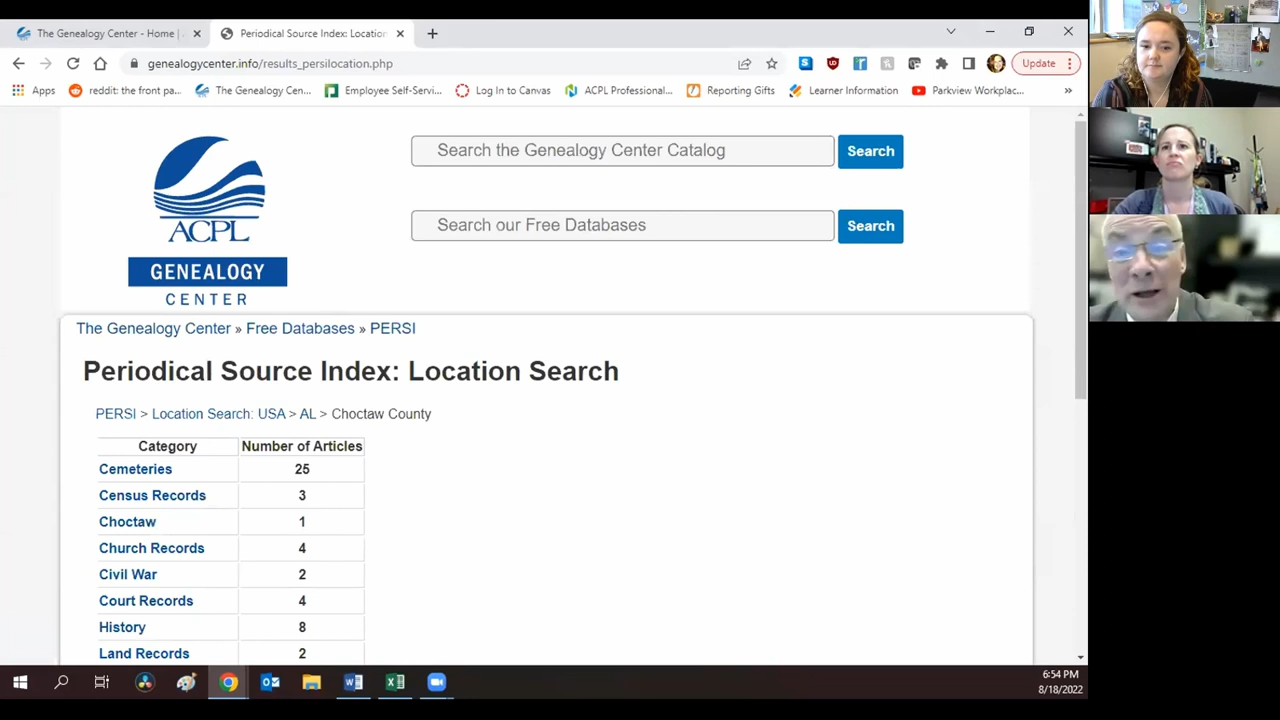 The Genealogy Center - Home |
Periodical Source Index: Location
genealogycenter.info/results_persilocation.php
Update
Apps
reddit: the front pa...
The Genealogy Cen...
Employee Self-Servi...
Log In to Canvas
ACPL Professional...
Reporting Gifts
Learner Information
Parkview Workplac...
»
Search the Genealogy Center Catalog
Search
Search our Free Databases
Search
ACPL
GENEALOGY
CENTER
The Genealogy Center » Free Databases » PERSI
Periodical Source Index: Location Search
PERSI > Location Search: USA > AL > Choctaw County
Category Number of Articles
Cemeteries 25
Census Records 3
Choctaw 1
Church Records 4
Civil War 2
Court Records 4
History 8
Land Records 2
6:54 PM
8/18/2022